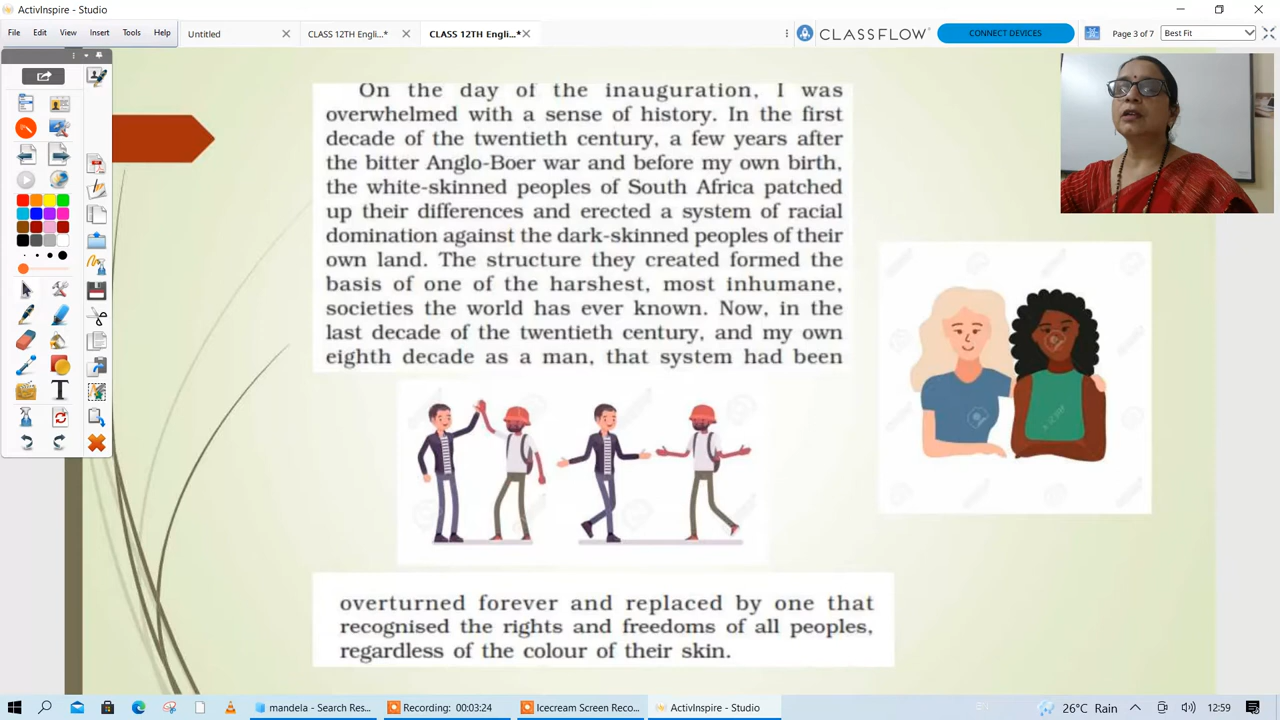 ActivInspire - Studio
File Edit View Insert Tools Help
Untitled
CLASS 12TH Engli...*
CLASS 12TH Engli...*
CLASSFLOW
CONNECT DEVICES
Page 3 of 7
Best Fit
On the day of the inauguration, I was
overwhelmed with a sense of history. In the first
decade of the twentieth century, a few years after
the bitter Anglo-Boer war and before my own birth,
the white-skinned peoples of South Africa patched
up their differences and erected a system of racial
domination against the dark-skinned peoples of their
own land. The structure they created formed the
basis of one of the harshest, most inhumane,
societies the world has ever known. Now, in the
last decade of the twentieth century, and my own
eighth decade as a man, that system had been
overturned forever and replaced by one that
recognised the rights and freedoms of all peoples,
regardless of the colour of their skin.
mandela - Search Res...
Recording: 00:03:24
Icecream Screen Reco...
ActivInspire - Studio
26°C Rain
12:59